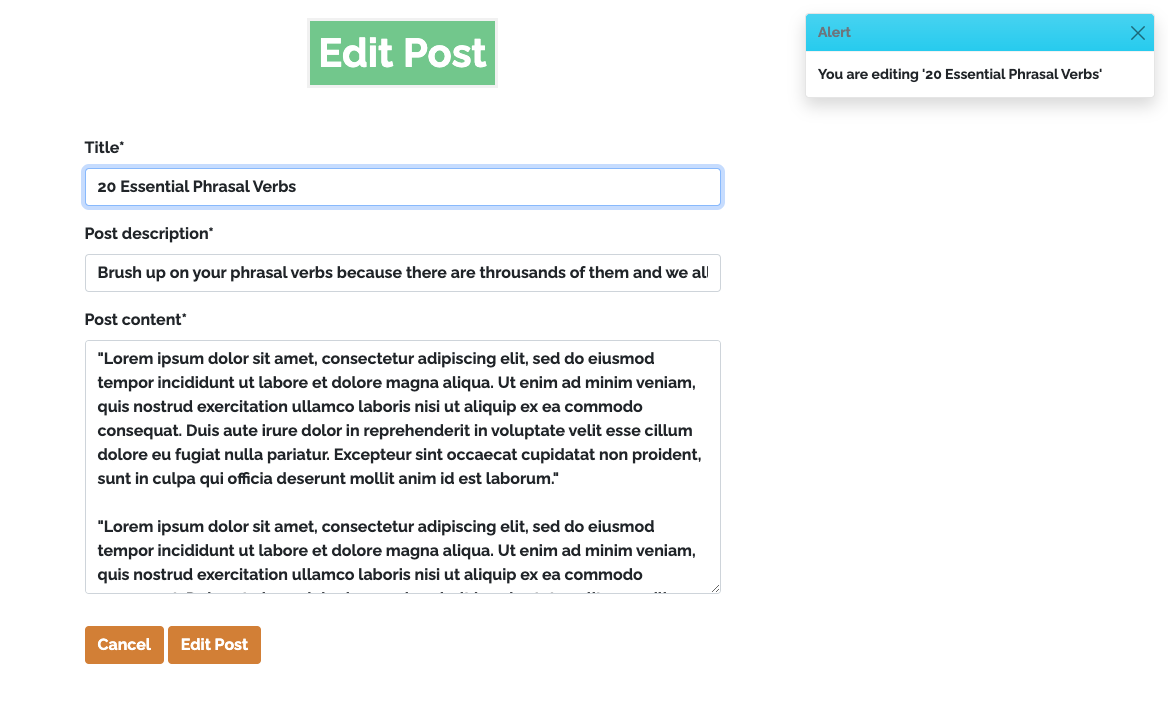 Edit Post
Alert
You are editing '20 Essential Phrasal Verbs'
Title*
20 Essential Phrasal Verbs
Post description*
Brush up on your phrasal verbs because there are throusands of them and we all
Post content*
"Lorem ipsum dolor sit amet, consectetur adipiscing elit, sed do eiusmod
tempor incididunt ut labore et dolore magna aliqua. Ut enim ad minim veniam,
quis nostrud exercitation ullamco laboris nisi ut aliquip ex ea commodo
consequat. Duis aute irure dolor in reprehenderit in voluptate velit esse cillum
dolore eu fugiat nulla pariatur. Excepteur sint occaecat cupidatat non proident,
sunt in culpa qui officia deserunt mollit anim id est laborum."
"Lorem ipsum dolor sit amet, consectetur adipiscing elit, sed do eiusmod
tempor incididunt ut labore et dolore magna aliqua. Ut enim ad minim veniam,
quis nostrud exercitation ullamco laboris nisi ut aliquip ex ea commodo
Cancel Edit Post